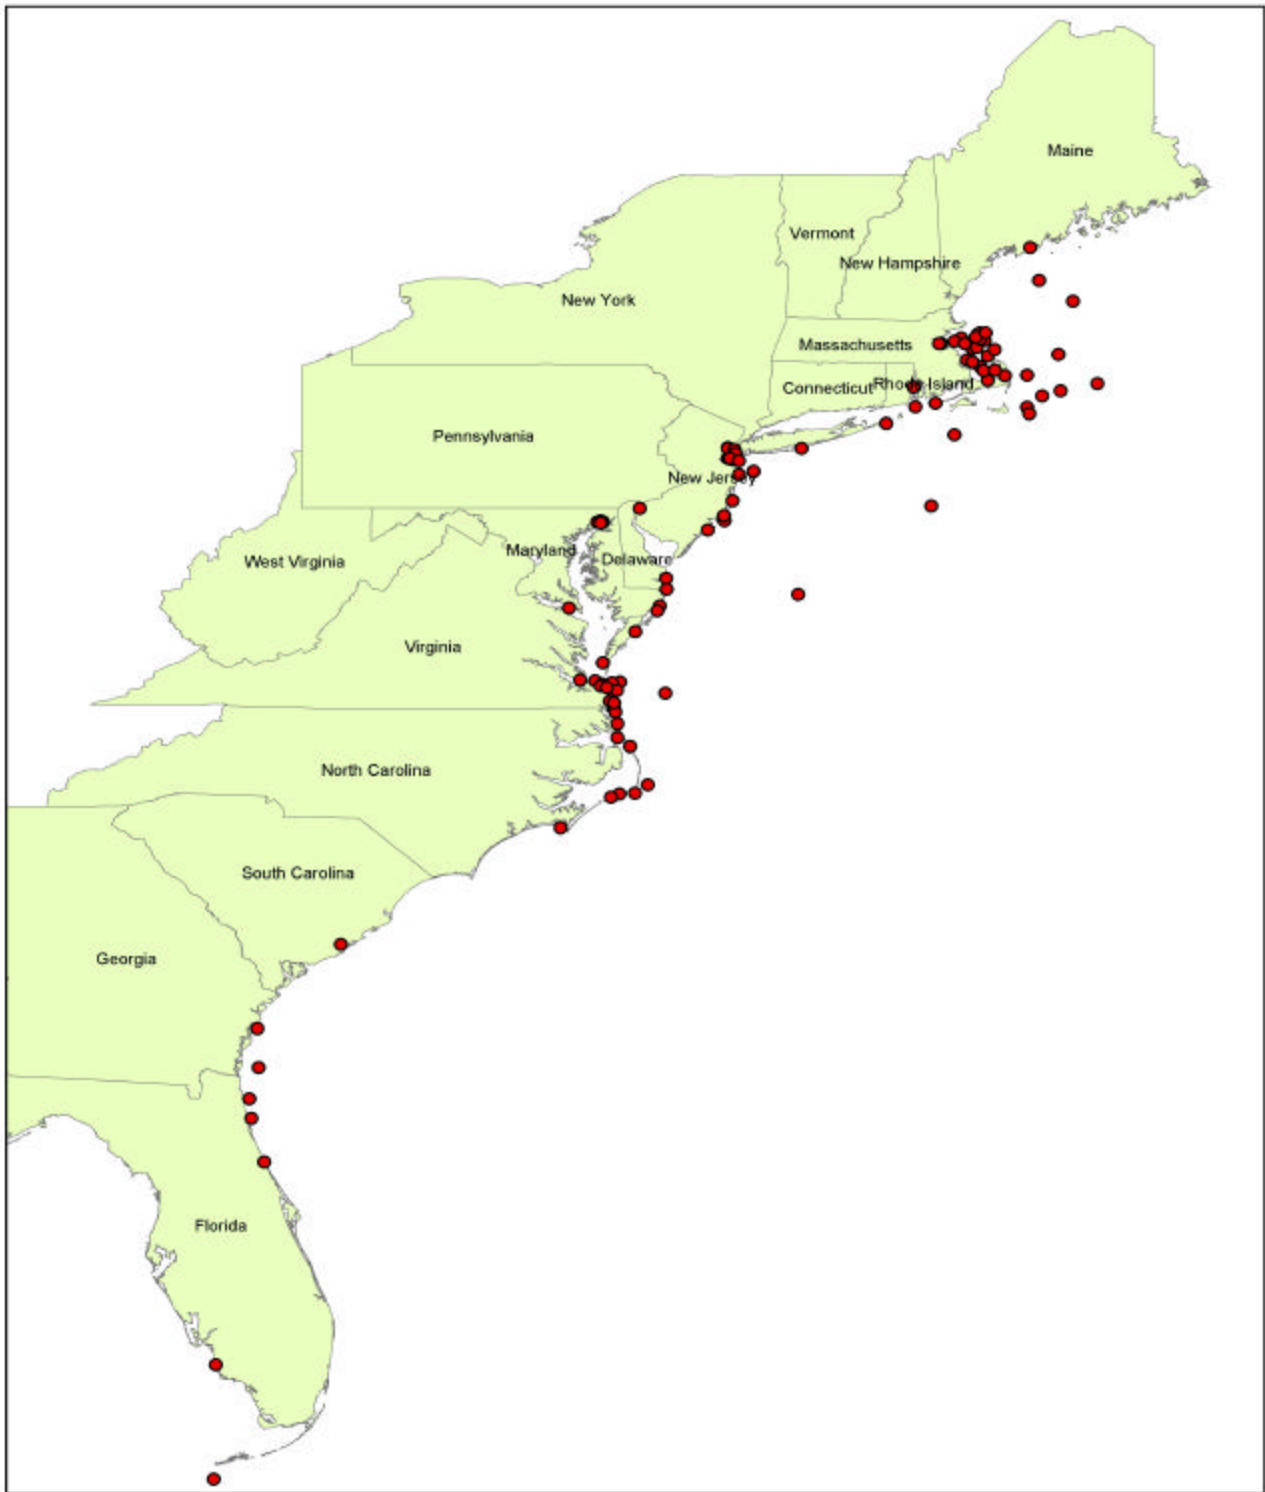 Maine
Vermont
New Hampshire
New York
Massachusetts
Connecticut
Rhode Island
Pennsylvania
New Jersey
Maryland
Delaware
West Virginia
Virginia
North Carolina
South Carolina
Georgia
Florida